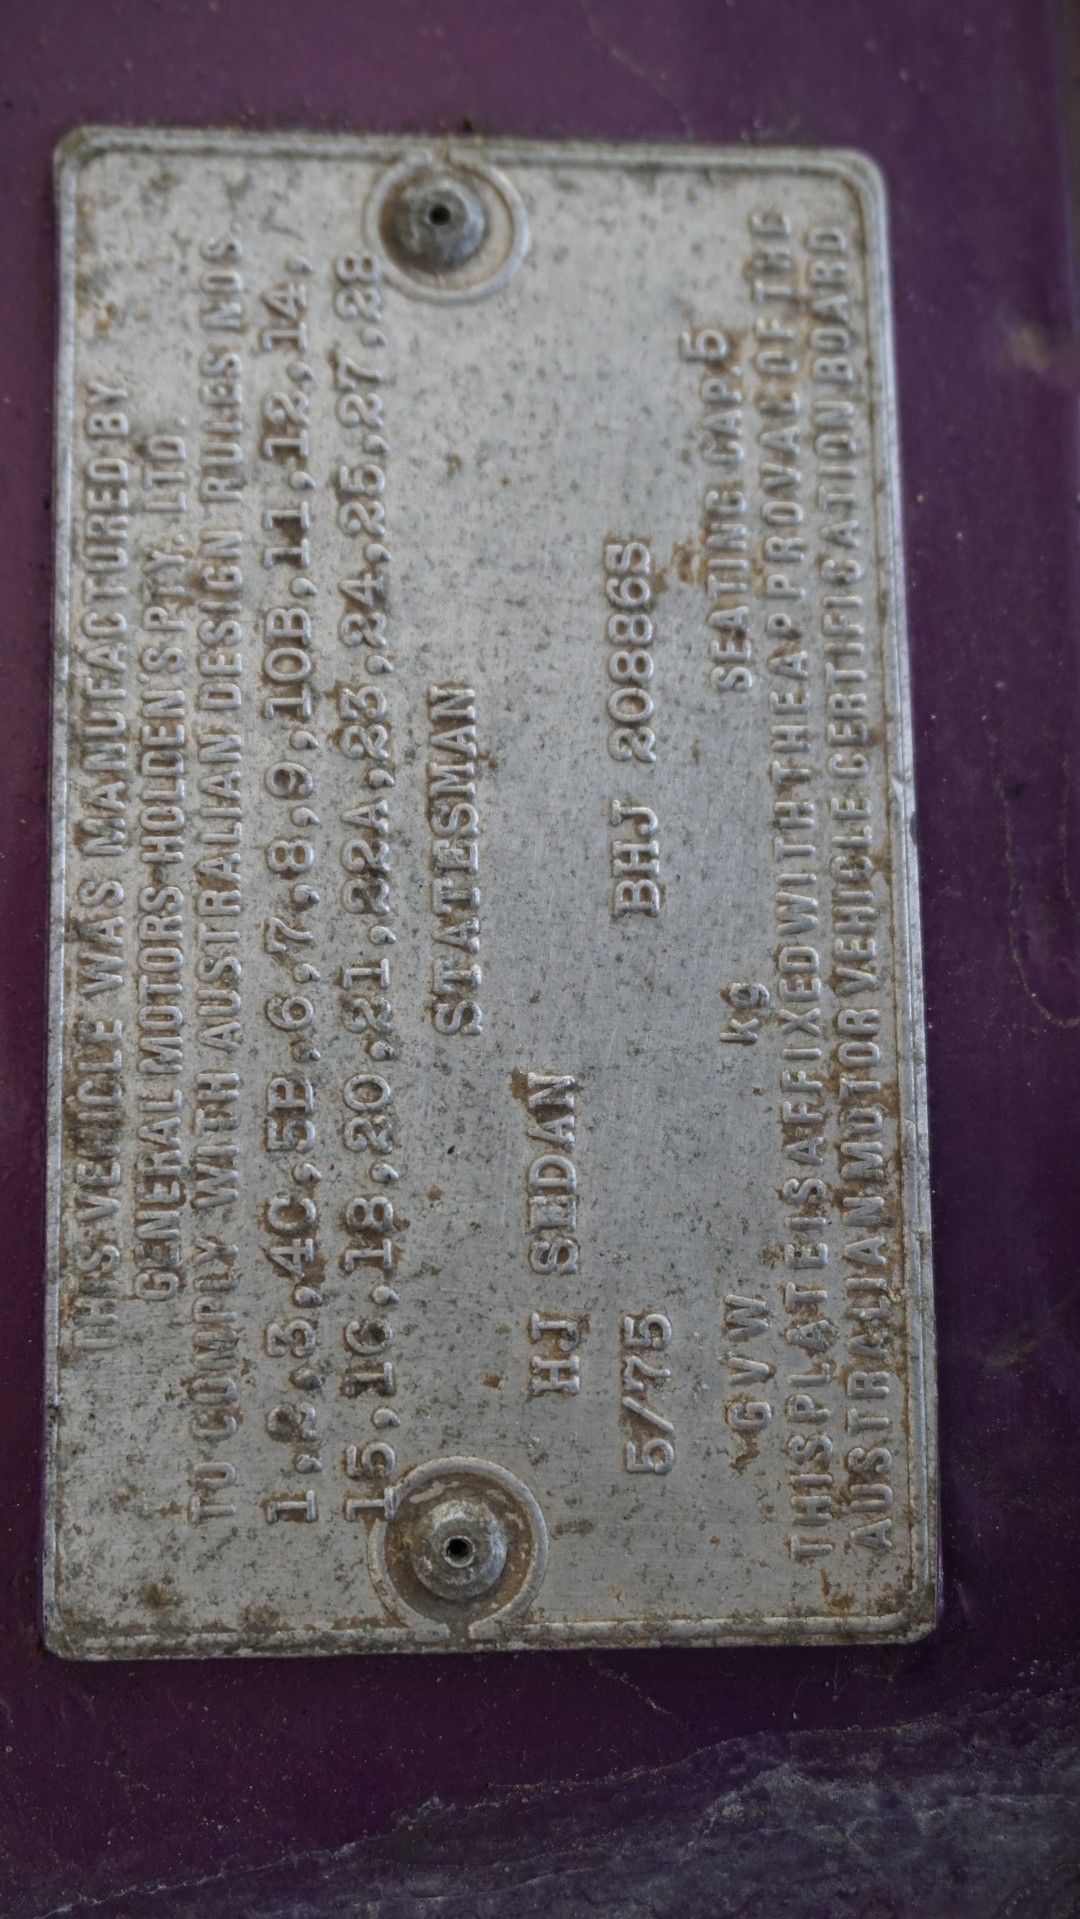 THIS VEHICLE WAS MANUFACTURED BY
GENERAL MOTORS-HOLDEN'S PTY. LTD.
TO COMPLY WITH AUSTRALIAN DESIGN RULES NOS.
1,2,3,4C,5B,6,7,8,9,10B,11,12,14,
15,16,18,20,21,22A,23,24,25,27,28
STATESMAN
HJ SEDAN
5/75 BHJ 20886S
GVW kg SEATING CAP. 5
THIS PLATE IS AFFIXED WITH THE APPROVAL OF THE
AUSTRALIAN MOTOR VEHICLE CERTIFICATION BOARD